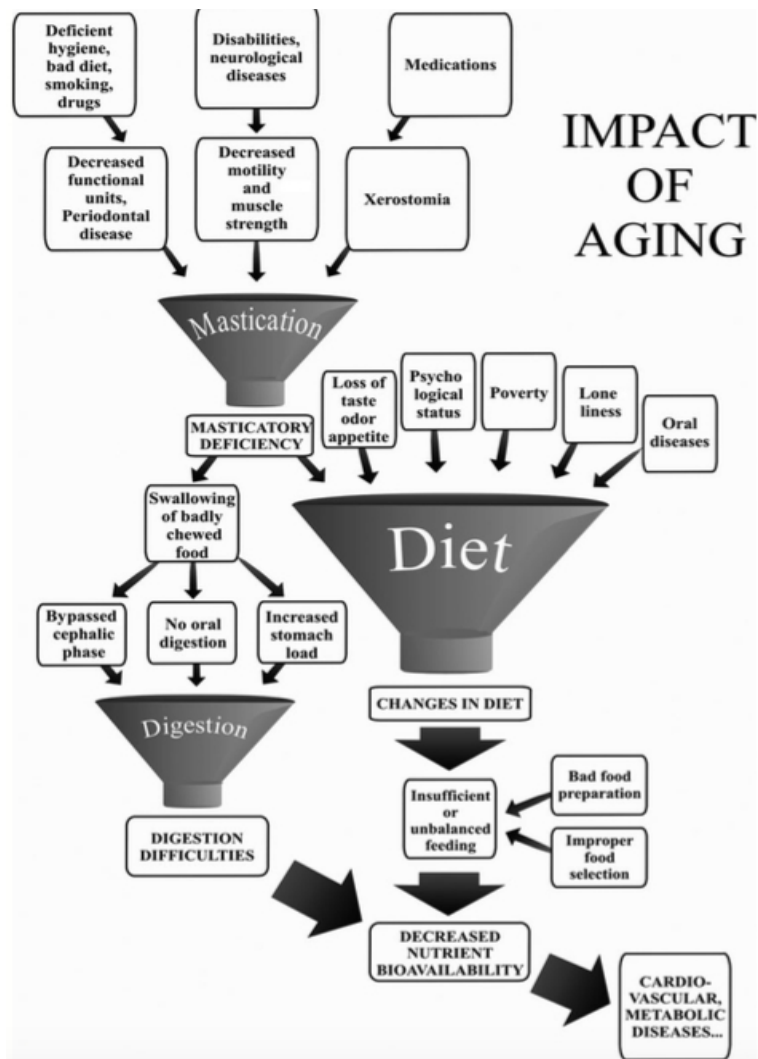 Deficient
hygiene,
bad diet,
smoking,
drugs
Disabilities,
neurological
diseases
Medications
IMPACT
OF
AGING
Decreased
functional
units,
Periodontal
disease
Decreased
motility
and
muscle
strength
Xerostomia
Mastication
MASTICATORY
DEFICIENCY
Loss of
taste
odor
appetite
Psycho
logical
status
Poverty
Lone
liness
Oral
diseases
Swallowing
of badly
chewed
food
Diet
Bypassed
cephalic
phase
No oral
digestion
Increased
stomach
load
Digestion
DIGESTION
DIFFICULTIES
CHANGES IN DIET
Insufficient
or
unbalanced
feeding
Bad food
preparation
Improper
food
selection
DECREASED
NUTRIENT
BIOAVAILABILITY
CARDIO-
VASCULAR,
METABOLIC
DISEASES...